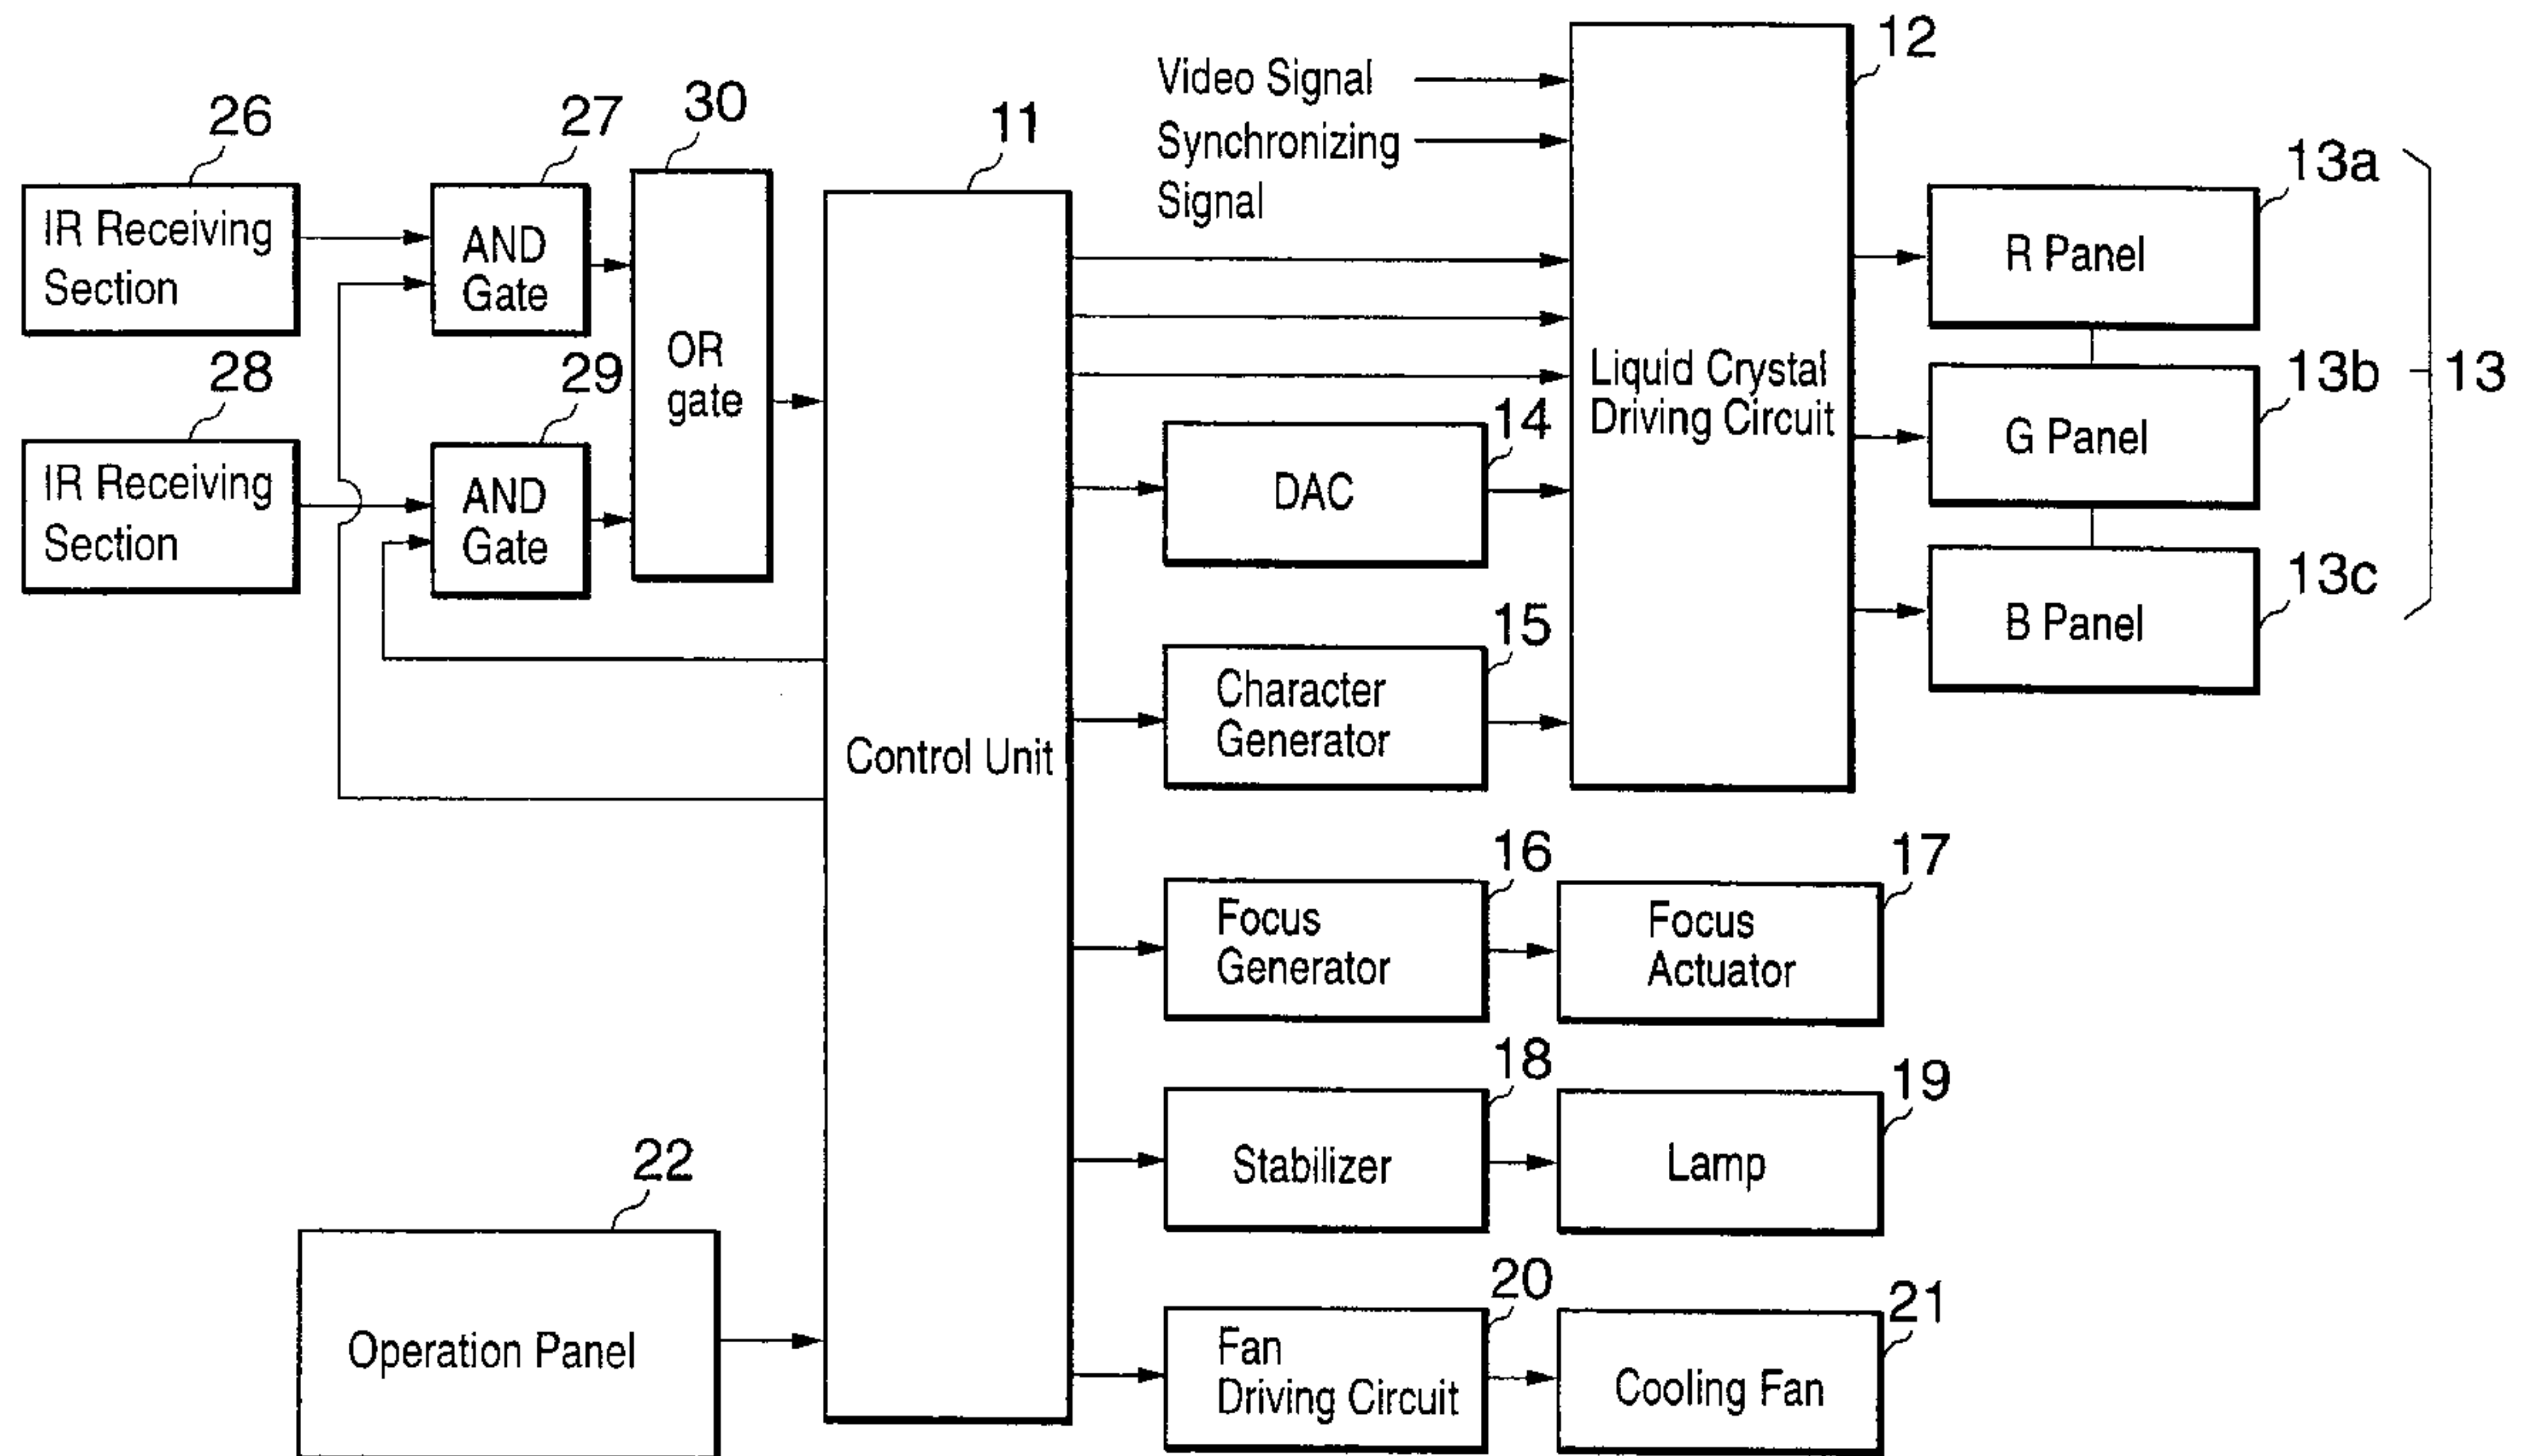 26
IR Receiving
Section
27
AND
Gate
28
IR Receiving
Section
29
AND
Gate
30
OR
gate
11
Control Unit
22
Operation Panel
Video Signal
Synchronizing
Signal
12
Liquid Crystal
Driving Circuit
13a
R Panel
13b
G Panel
13c
B Panel
13
14
DAC
15
Character
Generator
16
Focus
Generator
17
Focus
Actuator
18
Stabilizer
19
Lamp
20
Fan
Driving Circuit
21
Cooling Fan